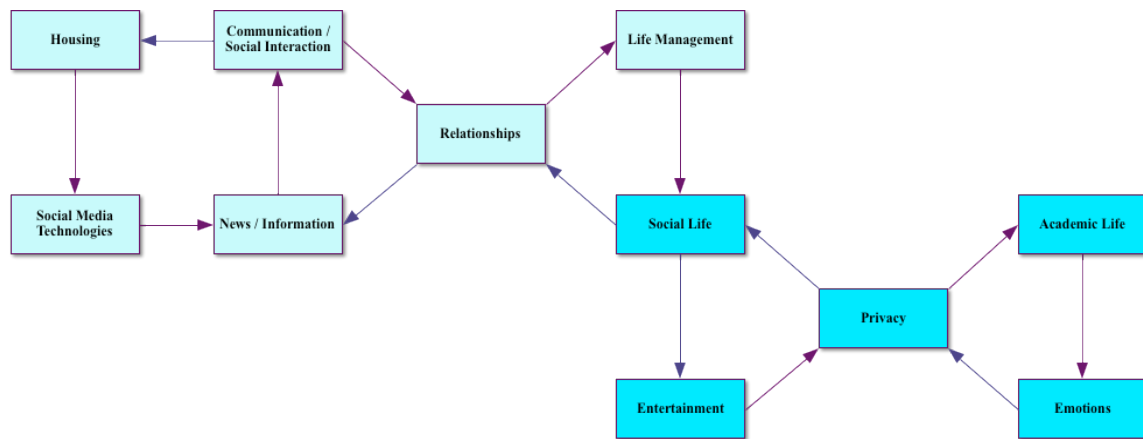 Housing
Communication /
Social Interaction
Life Management
Relationships
Social Media
Technologies
News / Information
Social Life
Academic Life
Privacy
Entertainment
Emotions